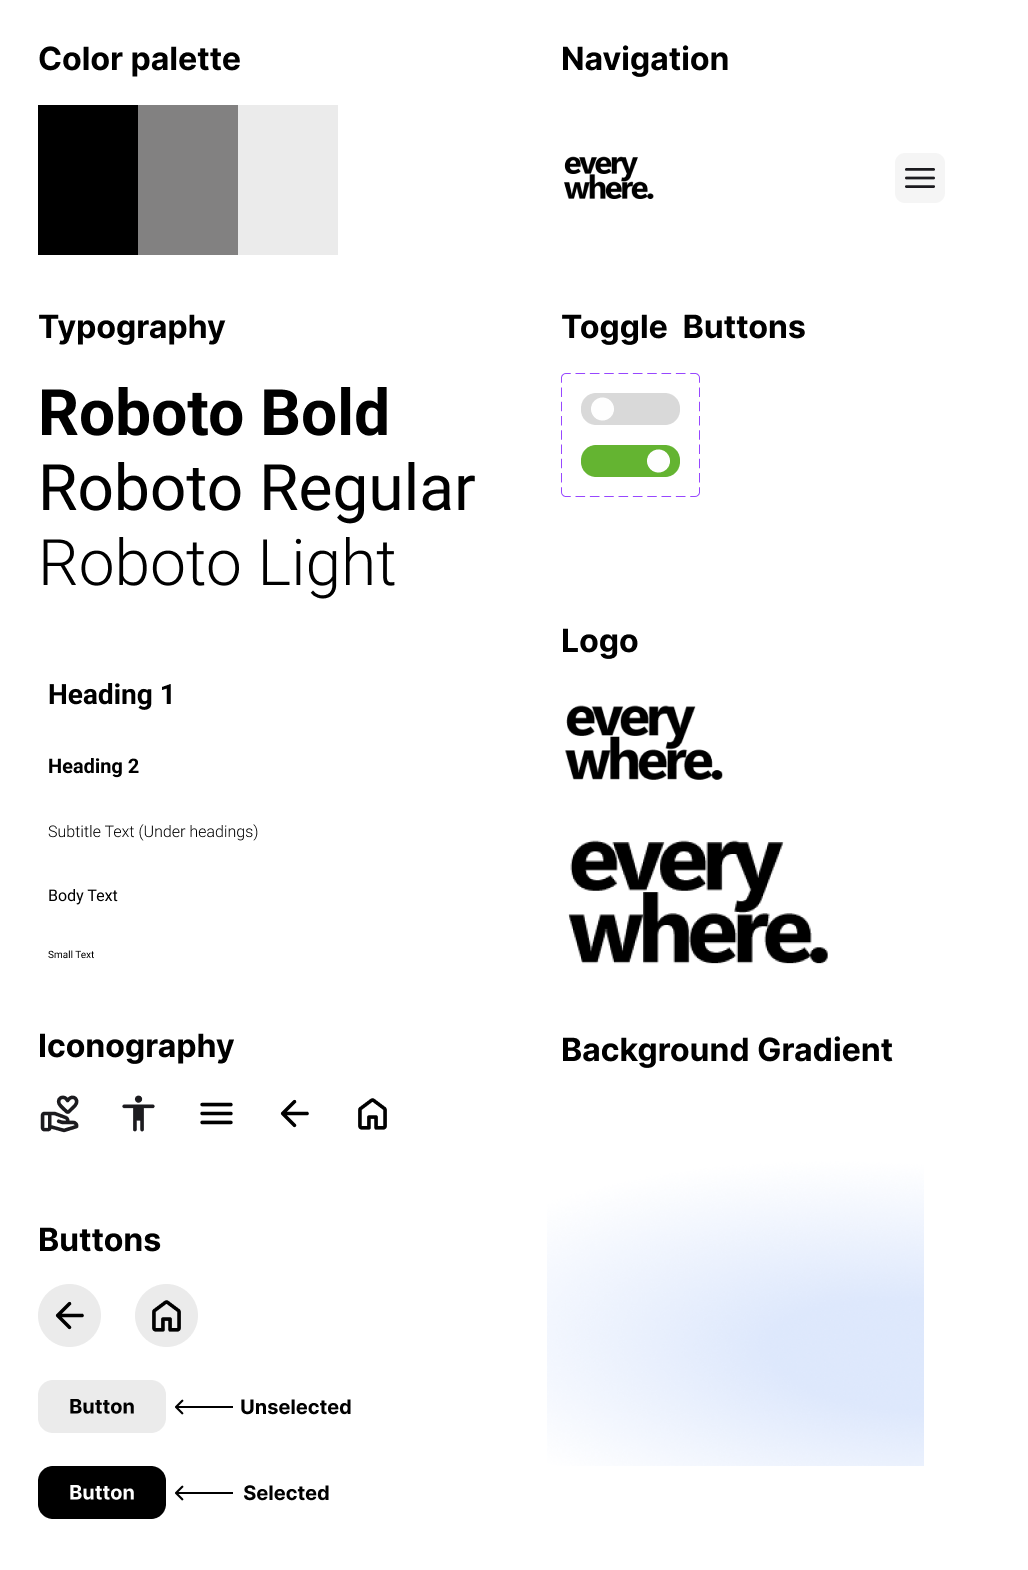 Color palette
Typography
Roboto Bold
Roboto Regular
Roboto Light
Heading 1
Heading 2
Subtitle Text (Under headings)
Body Text
Small Text
Iconography
Buttons
Button
Unselected
Button
Selected
Navigation
every
where.
Toggle Buttons
Logo
every
where.
every
where.
Background Gradient